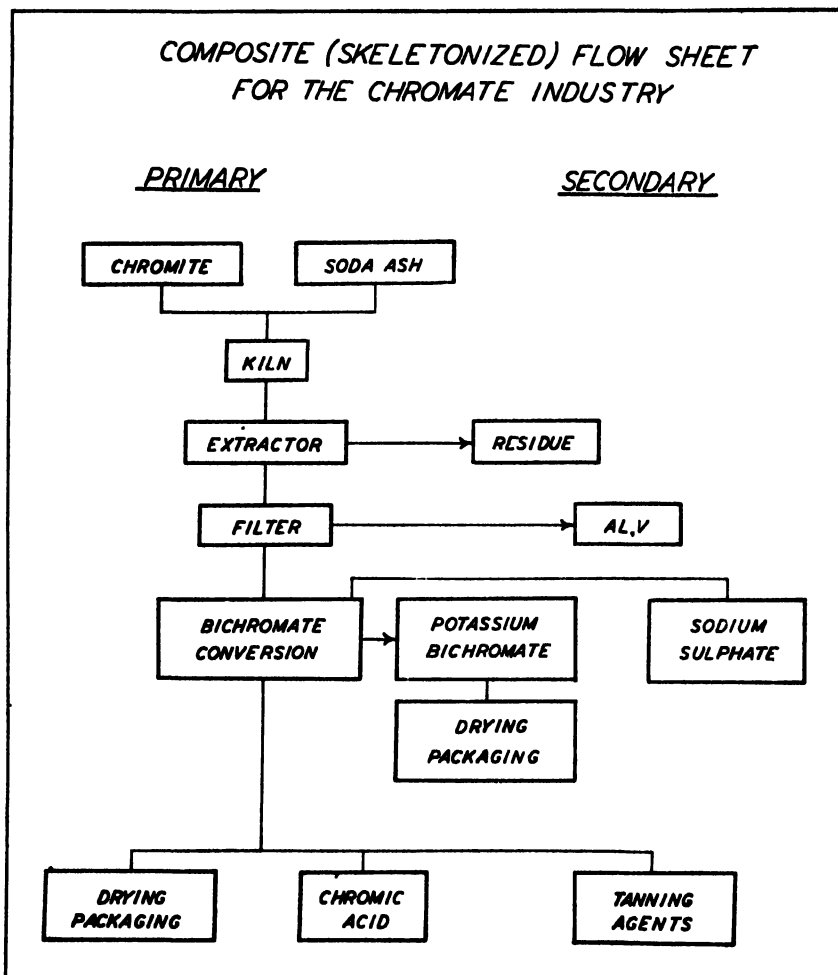 COMPOSITE (SKELETONIZED) FLOW SHEET
FOR THE CHROMATE INDUSTRY
PRIMARY
SECONDARY
CHROMITE
SODA ASH
KILN
EXTRACTOR
RESIDUE
FILTER
AL,V
BICHROMATE
CONVERSION
POTASSIUM
BICHROMATE
SODIUM
SULPHATE
DRYING
PACKAGING
DRYING
PACKAGING
CHROMIC
ACID
TANNING
AGENTS